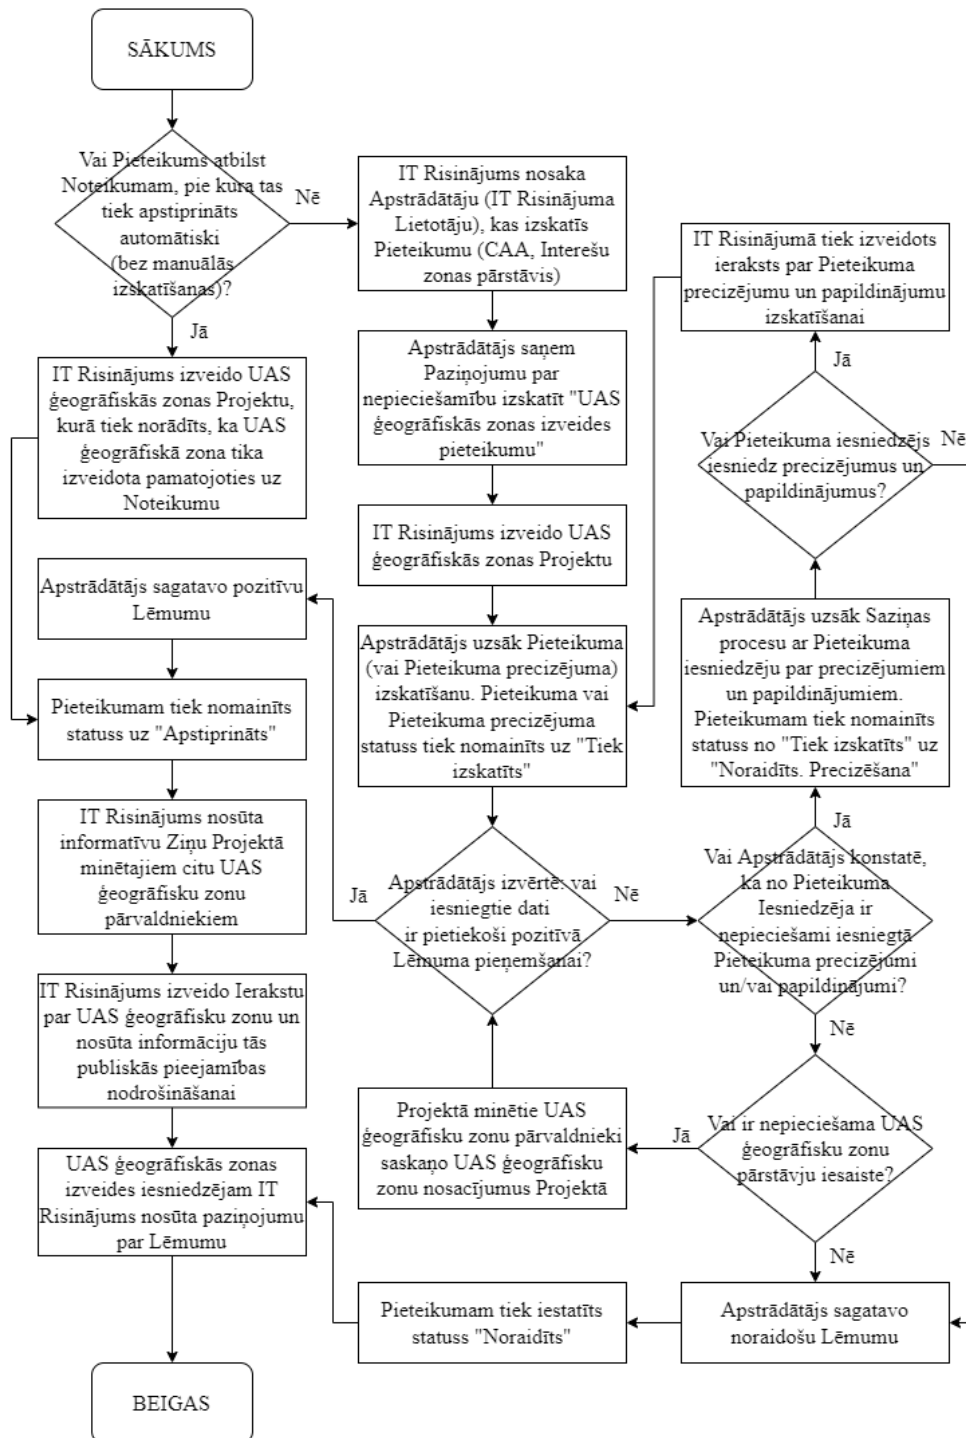 SĀKUMS
Vai Pieteikums atbilst
Noteikumam, pie kura tas
tiek apstiprināts
automātiski
(bez manuālās
izskatīšanas)?
Nē
Jā
IT Risinājums nosaka
Apstrādātāju (IT Risinājuma
Lietotāju), kas izskatīs
Pieteikumu (CAA, Interešu
zonas pārstāvis)
IT Risinājumā tiek izveidots
ieraksts par Pieteikuma
precizējumu un papildinājumu
izskatīšanai
Jā
Apstrādātājs saņem
Paziņojumu par
nepieciešamību izskatīt "UAS
ģeogrāfiskās zonas izveides
pieteikumu"
IT Risinājums izveido UAS
ģeogrāfiskās zonas Projektu,
kurā tiek norādīts, ka UAS
ģeogrāfiskā zona tika
izveidota pamatojoties uz
Noteikumu
Vai Pieteikuma iesniedzējs
iesniedz precizējumus un
papildinājumus?
Nē
IT Risinājums izveido UAS
ģeogrāfiskās zonas Projektu
Apstrādātājs sagatavo pozitīvu
Lēmumu
Apstrādātājs uzsāk Pieteikuma
(vai Pieteikuma precizējuma)
izskatīšanu. Pieteikuma vai
Pieteikuma precizējuma
statuss tiek nomainīts uz "Tiek
izskatīts"
Apstrādātājs uzsāk Saziņas
procesu ar Pieteikuma
iesniedzēju par precizējumiem
un papildinājumiem.
Pieteikumam tiek nomainīts
statuss no "Tiek izskatīts" uz
"Noraidīts. Precizēšana"
Pieteikumam tiek nomainīts
statuss uz "Apstiprināts"
IT Risinājums nosūta
informatīvu Ziņu Projektā
minētajiem citu UAS
ģeogrāfisku zonu
pārvaldniekiem
Jā
Apstrādātājs izvērtē: vai
iesniegtie dati
ir pietiekoši pozitīvā
Lēmuma pieņemšanai?
Nē
Jā
Vai Apstrādātājs konstatē,
ka no Pieteikuma
Iesniedzēja ir
nepieciešami iesniegtā
Pieteikuma precizējumi
un/vai papildinājumi?
Nē
IT Risinājums izveido Ierakstu
par UAS ģeogrāfisku zonu un
nosūta informāciju tās
publiskās pieejamības
nodrošināšanai
Projektā minētie UAS
ģeogrāfisku zonu pārvaldnieki
saskaņo UAS ģeogrāfisku
zonu nosacījumus Projektā
Jā
Vai ir nepieciešama UAS
ģeogrāfisku zonu
pārstāvju iesaiste?
Nē
UAS ģeogrāfiskās zonas
izveides iesniedzējam IT
Risinājums nosūta paziņojumu
par Lēmumu
Pieteikumam tiek iestatīts
statuss "Noraidīts"
Apstrādātājs sagatavo
noraidošu Lēmumu
BEIGAS